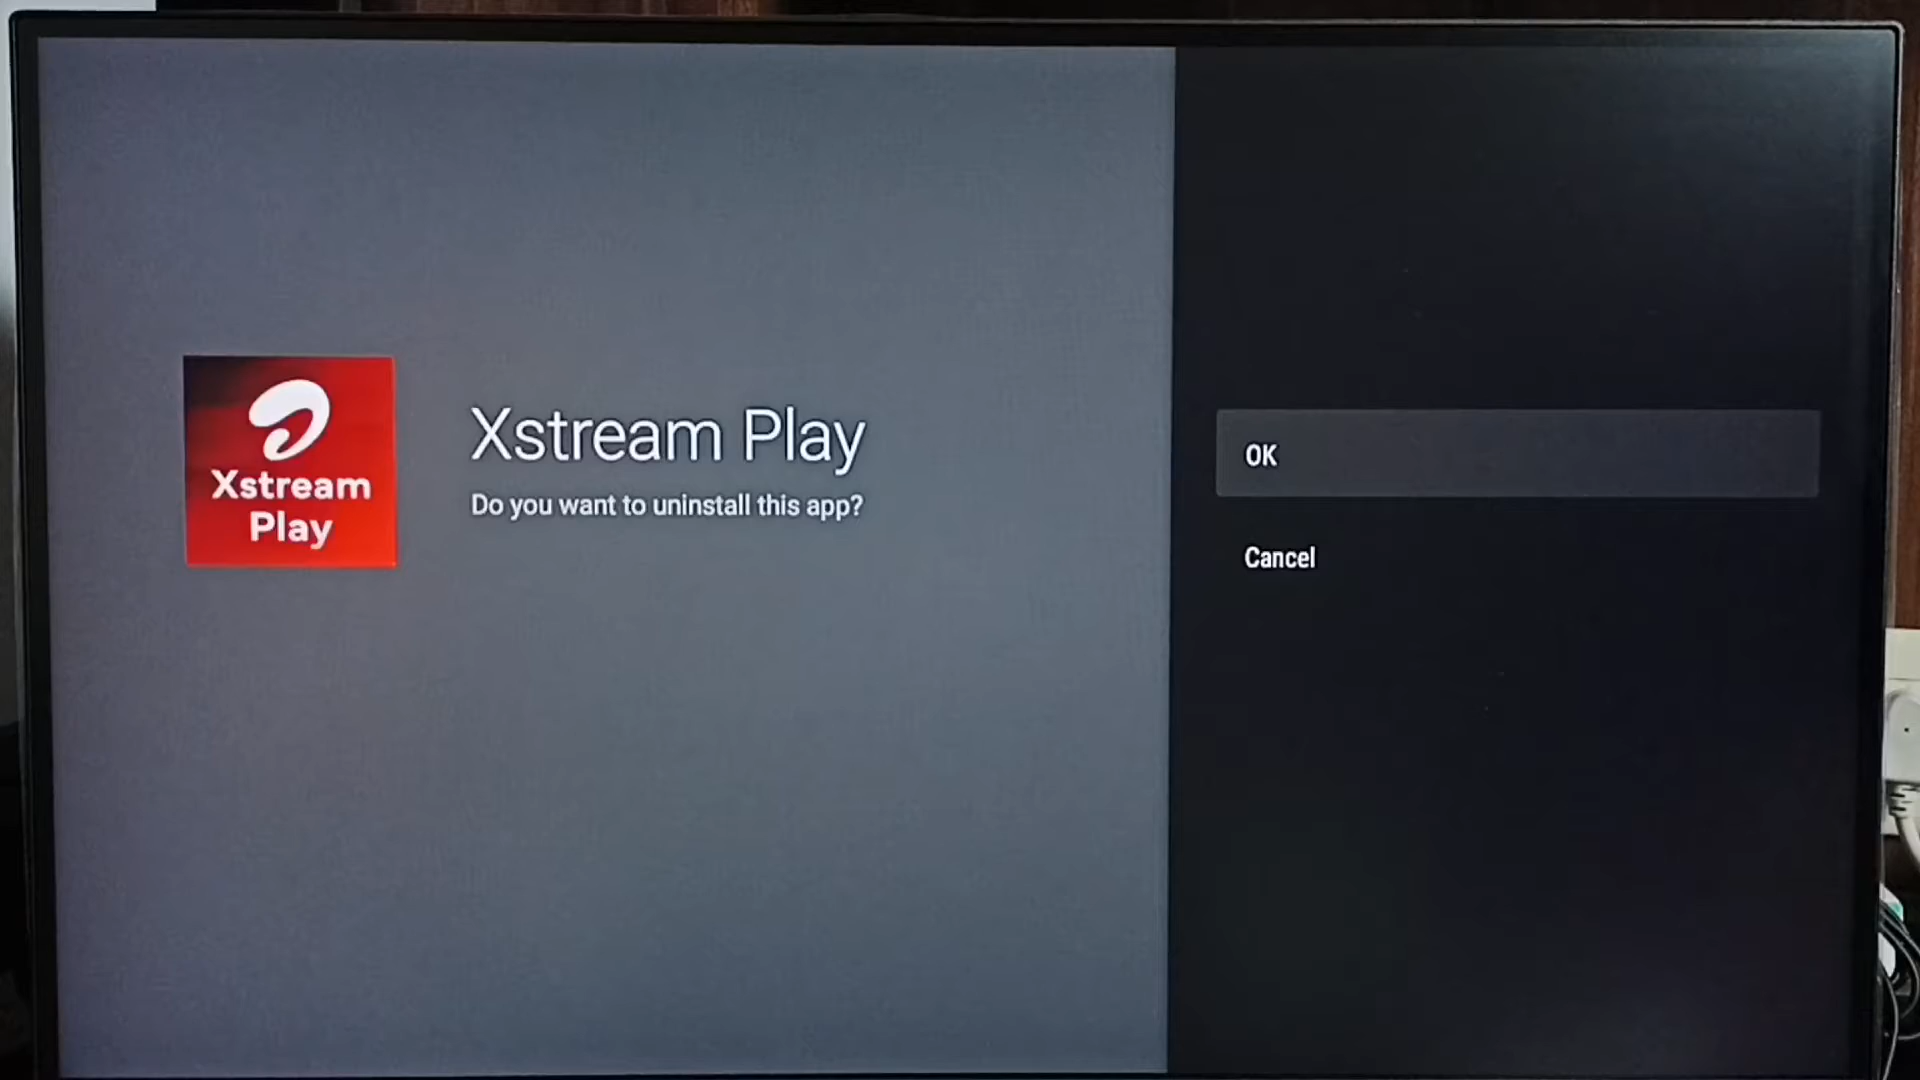 Xstream
Play
Xstream Play
Do you want to uninstall this app?
OK
Cancel